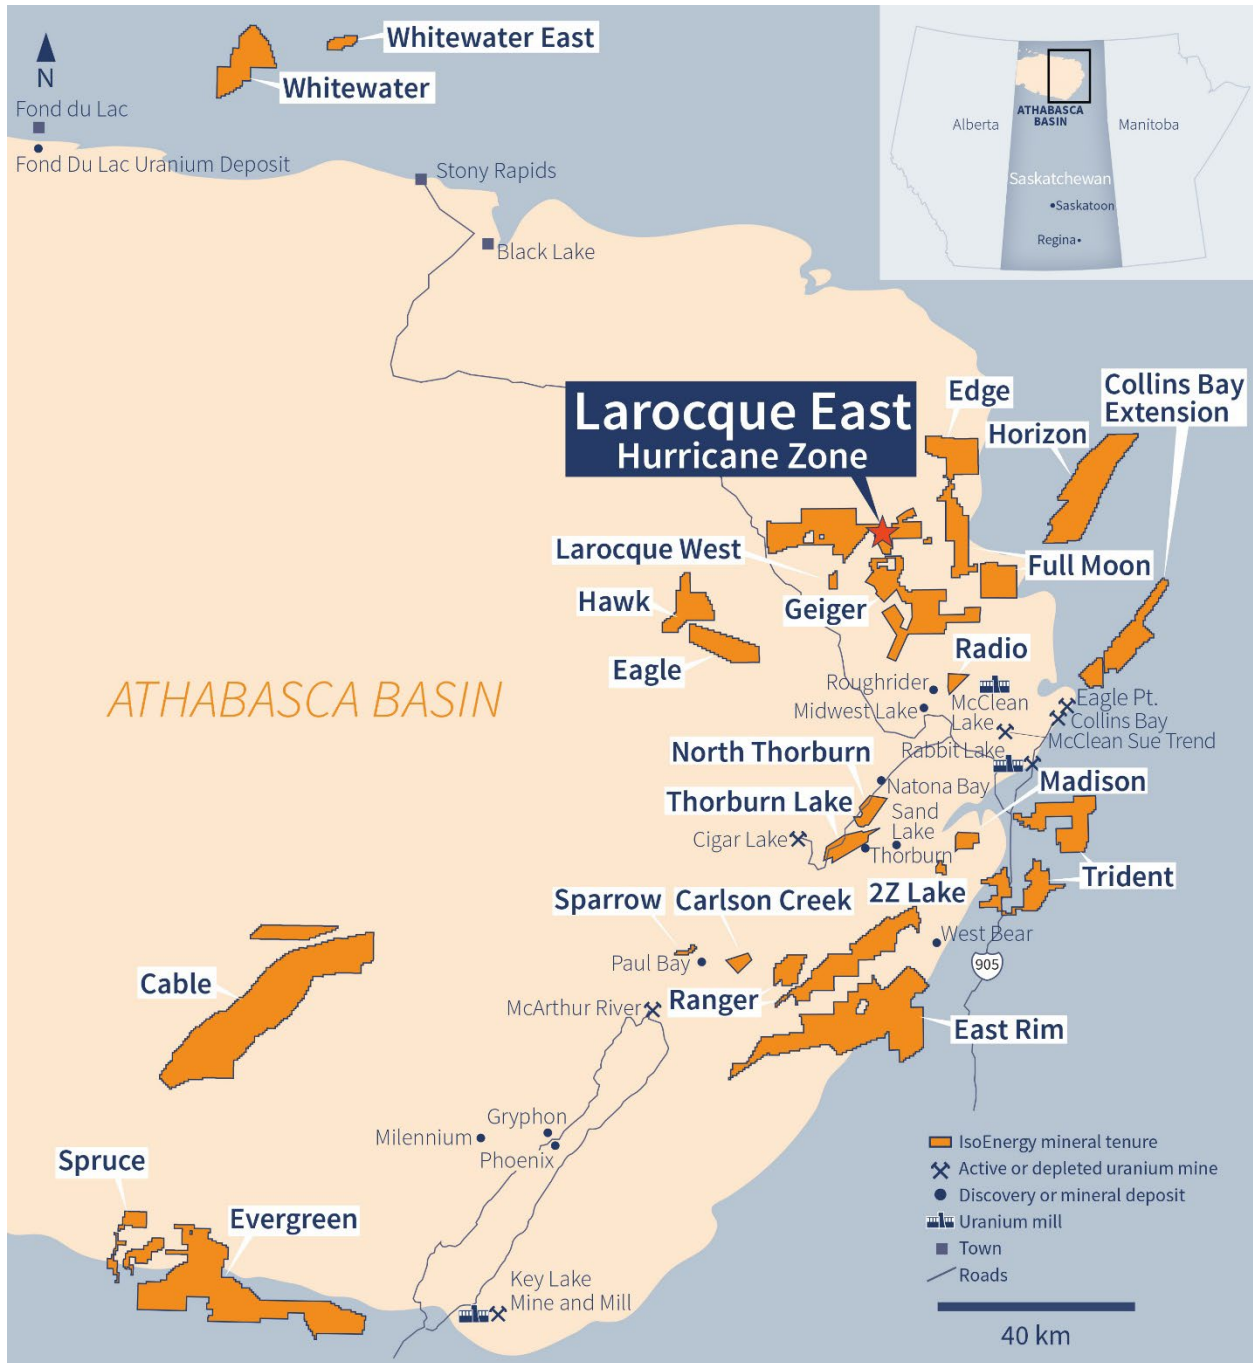 Whitewater East
Whitewater
N
Fond du Lac
Fond Du Lac Uranium Deposit
Stony Rapids
Black Lake
Alberta
ATHABASCA
BASIN
Manitoba
Saskatchewan
Saskatoon
Regina
Larocque East
Hurricane Zone
Edge
Horizon
Collins Bay
Extension
Larocque West
Full Moon
Hawk
Geiger
Eagle
Radio
ATHABASCA BASIN
Roughrider
Midwest Lake
McClean
Lake
Eagle Pt.
Collins Bay
McClean Sue Trend
Rabbit Lake
North Thorburn
Natona Bay
Madison
Thorburn Lake
Sand
Lake
Cigar Lake
Thorburn
Trident
2Z Lake
Sparrow
Carlson Creek
West Bear
Paul Bay
905
Cable
Ranger
McArthur River
East Rim
Gryphon
Milennium
Phoenix
Spruce
Evergreen
Key Lake
Mine and Mill
IsoEnergy mineral tenure
Active or depleted uranium mine
Discovery or mineral deposit
Uranium mill
Town
Roads
40 km